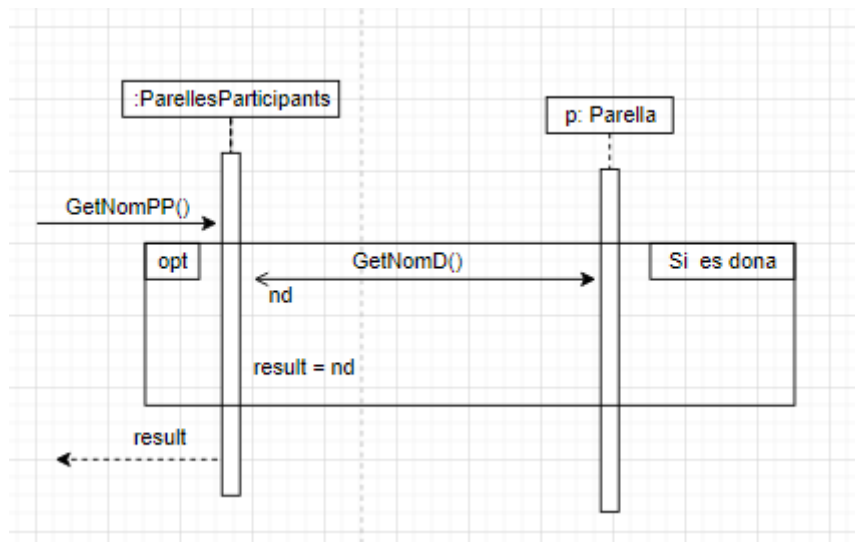 :ParellesParticipants
p: Parella
GetNomPP()
opt
GetNomD()
Si es dona
nd
result = nd
result